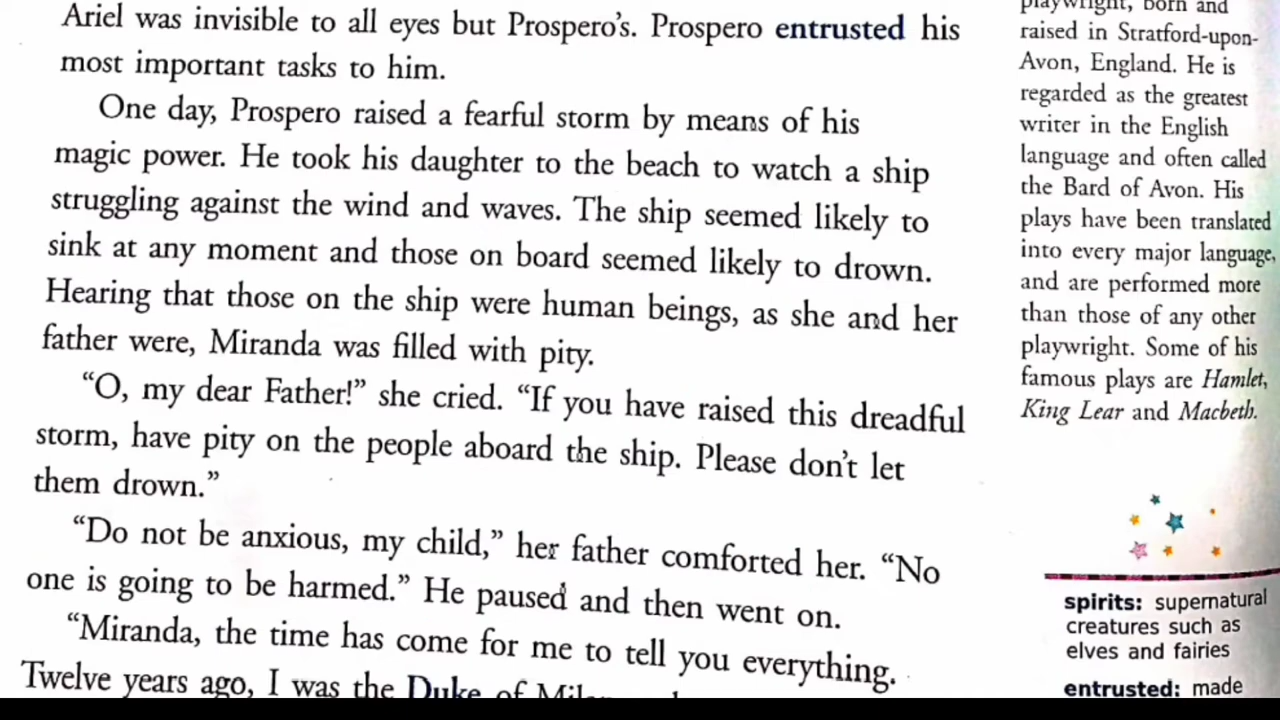 Ariel was invisible to all eyes but Prospero's. Prospero entrusted his
most important tasks to him.
One day, Prospero raised a fearful storm by means of his
magic power. He took his daughter to the beach to watch a ship
struggling against the wind and waves. The ship seemed likely to
sink at any moment and those on board seemed likely to drown.
Hearing that those on the ship were human beings, as she and her
father were, Miranda was filled with pity.
“O, my dear Father!” she cried. “If you have raised this dreadful
storm, have pity on the people aboard the ship. Please don't let
them drown.”
“Do not be anxious, my child,” her father comforted her. “No
one is going to be harmed.” He paused and then went on.
“Miranda, the time has come for me to tell you everything.
Twelve years ago, I was the Duke of
playwright, born and
raised in Stratford-upon-
Avon, England. He is
regarded as the greatest
writer in the English
language and often called
the Bard of Avon. His
plays have been translated
into every major language,
and are performed more
than those of any other
playwright. Some of his
famous plays are Hamlet,
King Lear and Macbeth.
spirits: supernatural
creatures such as
elves and fairies
entrusted: made